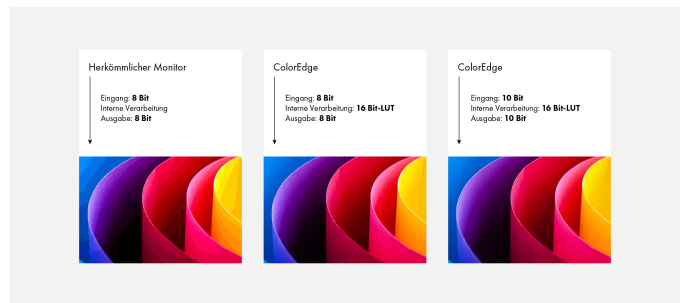 Herkömmlicher Monitor
Eingang: 8 Bit
Interne Verarbeitung
Ausgabe: 8 Bit
ColorEdge
Eingang: 8 Bit
Interne Verarbeitung: 16 Bit-LUT
Ausgabe: 8 Bit
ColorEdge
Eingang: 10 Bit
Interne Verarbeitung: 16 Bit-LUT
Ausgabe: 10 Bit